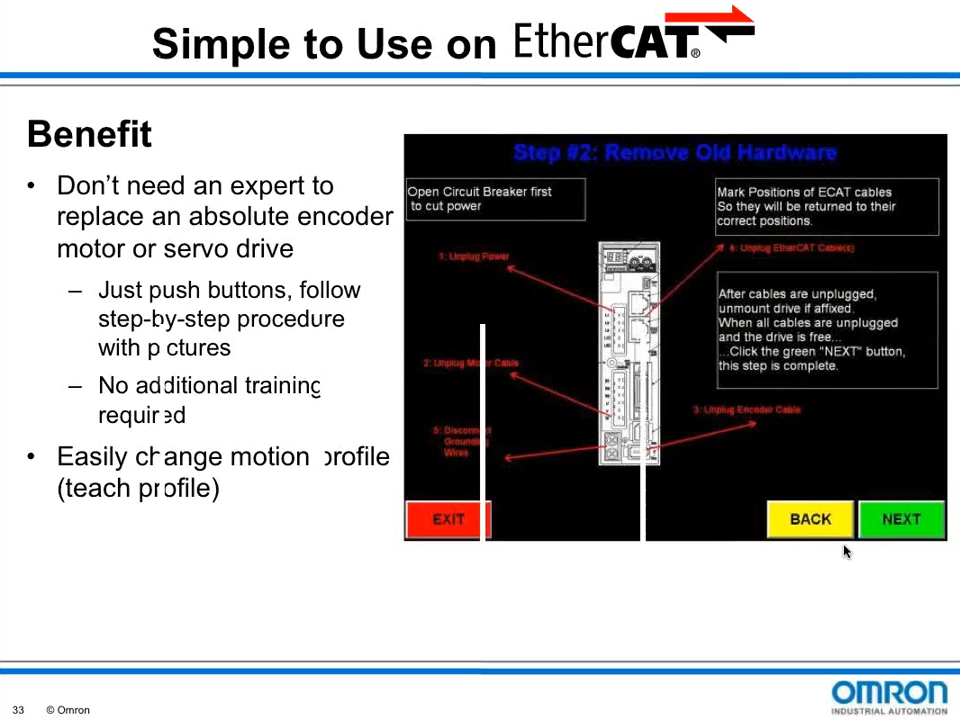 Simple to Use on EtherCAT®
Benefit
• Don't need an expert to
replace an absolute encoder
motor or servo drive
– Just push buttons, follow
step-by-step procedure
with pictures
– No additional training
required
• Easily change motion profile
(teach profile)
Step #2: Remove Old Hardware
Open Circuit Breaker first
to cut power
Mark Positions of ECAT cables
So they will be returned to their
correct positions.
1: Unplug Power
4: Unplug EtherCAT Cable(s)
After cables are unplugged,
unmount drive if affixed.
When all cables are unplugged
and the drive is free...
...Click the green "NEXT" button,
this step is complete.
2: Unplug Motor Cable
3: Unplug Encoder Cable
5: Disconnect
Grounding
Wires
EXIT
BACK
NEXT
33 © Omron
OMRON
INDUSTRIAL AUTOMATION